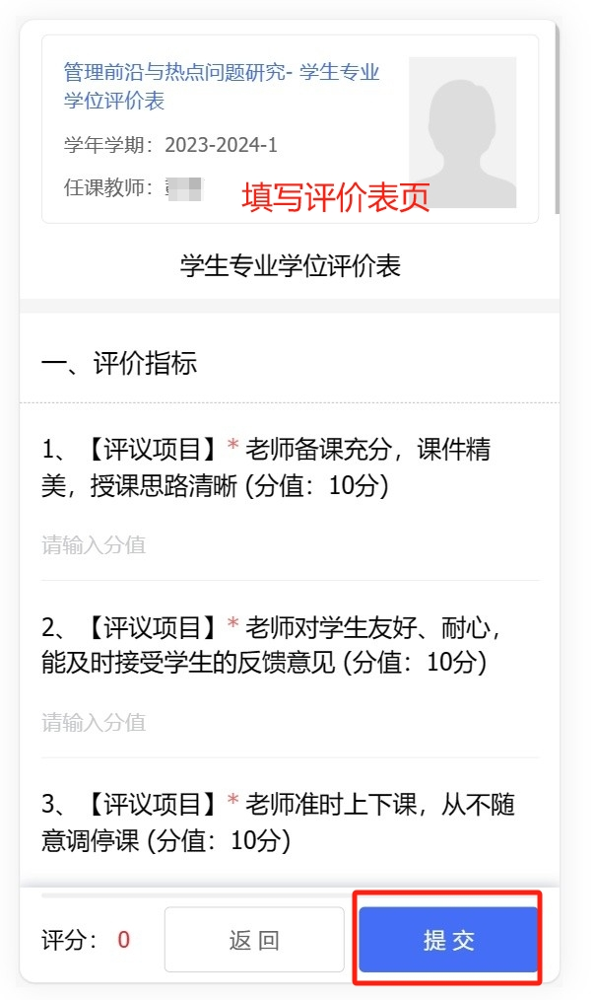 管理前沿与热点问题研究- 学生专业
学位评价表
学年学期：2023-2024-1
任课教师：
填写评价表页
学生专业学位评价表
一、评价指标
1、【评议项目】* 老师备课充分，课件精
美，授课思路清晰 (分值：10分)
请输入分值
2、【评议项目】* 老师对学生友好、耐心，
能及时接受学生的反馈意见 (分值：10分)
请输入分值
3、【评议项目】* 老师准时上下课，从不随
意调停课 (分值：10分)
评分： 0 返 回 提 交